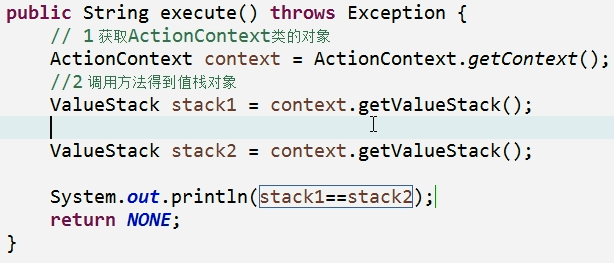 public String execute() throws Exception {
// 1 获取ActionContext类的对象
ActionContext context = ActionContext.getContext();
//2 调用方法得到值栈对象
ValueStack stack1 = context.getValueStack();
ValueStack stack2 = context.getValueStack();
System.out.println(stack1==stack2);
return NONE;
}